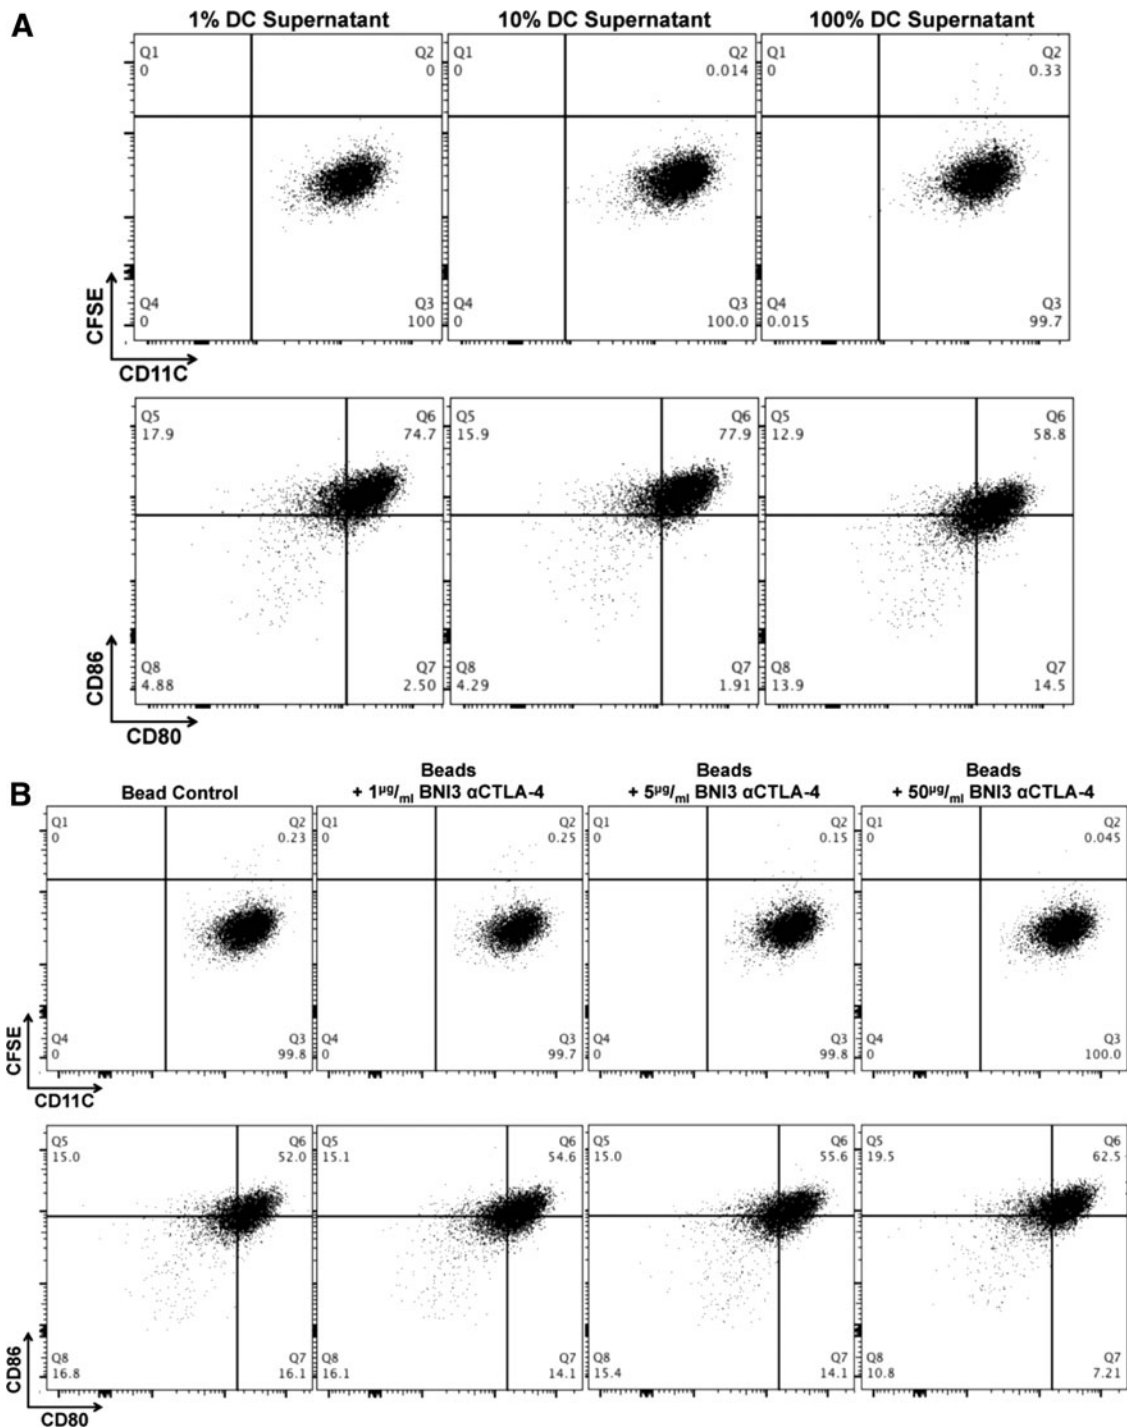 A
1% DC Supernatant 10% DC Supernatant 100% DC Supernatant
Q1 Q2 Q1 Q2 Q1 Q2
0 0 0 0.014 0 0.33
Q4 Q3 Q4 Q3 Q4 Q3
0 100 0 100.0 0.015 99.7
CFSE
CD11C
Q5 Q6 Q5 Q6 Q5 Q6
17.9 74.7 15.9 77.9 12.9 58.8
Q8 Q7 Q8 Q7 Q8 Q7
4.88 2.50 4.29 1.91 13.9 14.5
CD86
CD80
B
Beads Beads Beads
Bead Control + 1µg/ml BNI3 αCTLA-4 + 5µg/ml BNI3 αCTLA-4 + 50µg/ml BNI3 αCTLA-4
Q1 Q2 Q1 Q2 Q1 Q2 Q1 Q2
0 0.23 0 0.25 0 0.15 0 0.045
Q4 Q3 Q4 Q3 Q4 Q3 Q4 Q3
0 99.8 0 99.7 0 99.8 0 100.0
CFSE
CD11C
Q5 Q6 Q5 Q6 Q5 Q6 Q5 Q6
15.0 52.0 15.1 54.6 15.0 55.6 19.5 62.5
Q8 Q7 Q8 Q7 Q8 Q7 Q8 Q7
16.8 16.1 16.1 14.1 15.4 14.1 10.8 7.21
CD86
CD80